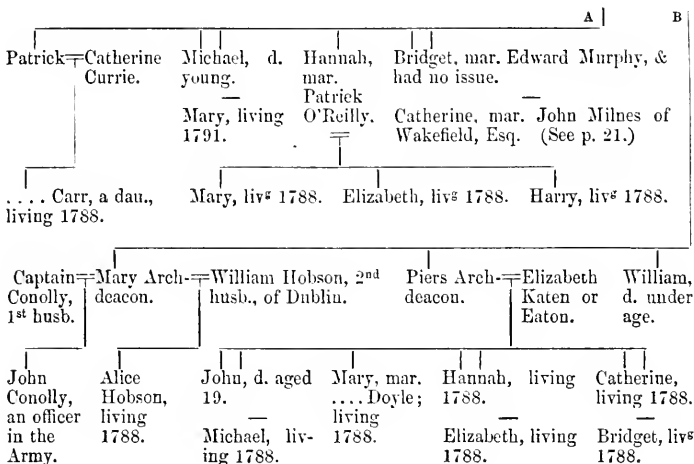 A B
Patrick=Catherine Currie.
Michael, d. young.
—
Mary, living 1791.
Hannah, mar. Patrick O'Reilly.
Bridget, mar. Edward Murphy, & had no issue.
—
Catherine, mar. John Milnes of Wakefield, Esq. (See p. 21.)
.... Carr, a dau., living 1788.
Mary, livg 1788. Elizabeth, livg 1788. Harry, livg 1788.
Captain Conolly, 1st husb.
=Mary Arch-
deacon.
=William Hobson, 2nd
husb., of Dublin.
Piers Arch-
deacon.
=Elizabeth
Katen or
Eaton.
William,
d. under
age.
John
Conolly,
an officer
in the
Army.
Alice
Hobson,
living
1788.
John, d. aged
19.
—
Michael, liv-
ing 1788.
Mary, mar.
....Doyle;
living
1788.
Hannah, living
1788.
—
Elizabeth, living
1788.
Catherine,
living 1788.
—
Bridget, livg
1788.